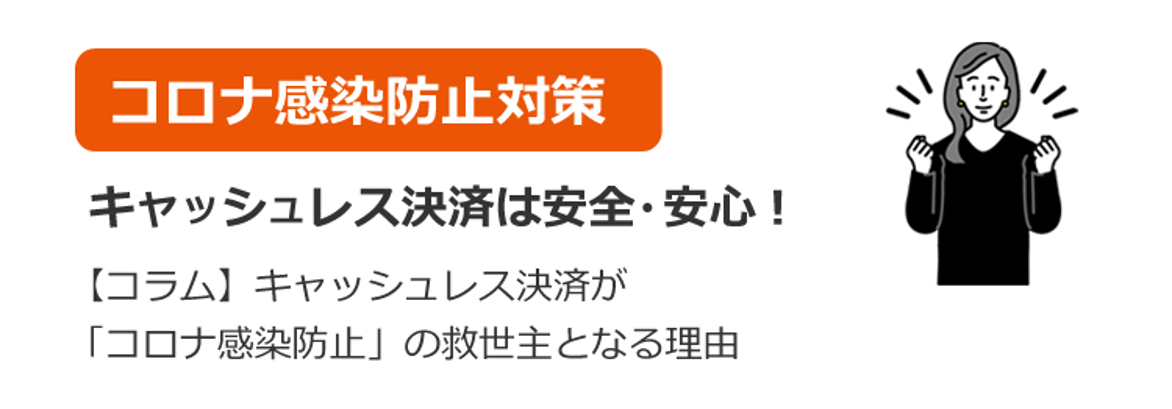 コロナ感染防止対策
キャッシュレス決済は安全・安心！
【コラム】キャッシュレス決済が
「コロナ感染防止」の救世主となる理由